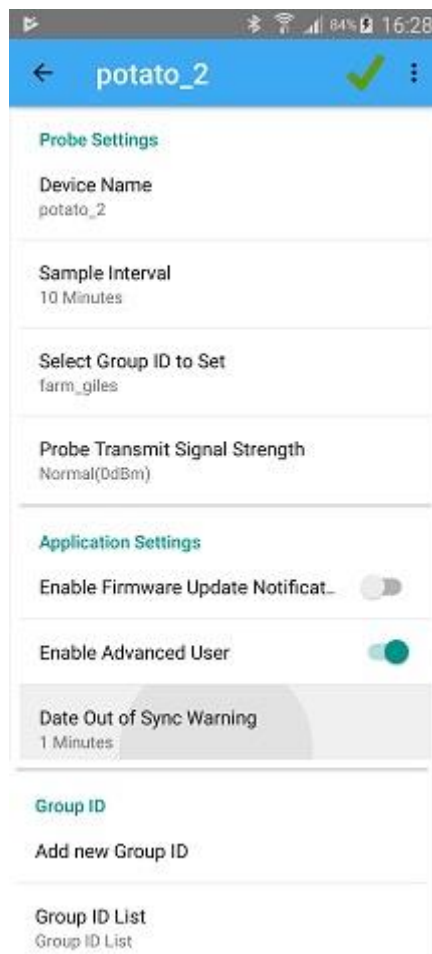 84% 16:28
potato_2
Probe Settings
Device Name
potato_2
Sample Interval
10 Minutes
Select Group ID to Set
farm_giles
Probe Transmit Signal Strength
Normal(0dBm)
Application Settings
Enable Firmware Update Notificat..
Enable Advanced User
Date Out of Sync Warning
1 Minutes
Group ID
Add new Group ID
Group ID List
Group ID List